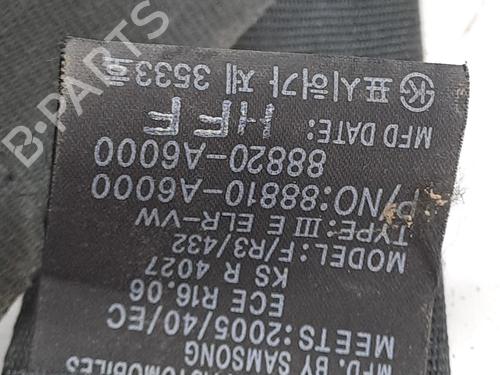 MFD. BY SAMSONG
MEETS:2005/40/EC
ECE R16.06
KS R 4027
MODEL: F/R3/432
TYPE: III E ELR-VW
P/NO:88810-A6000
88820-A6000
MFD DATE:
HFF
표시허가 제 3533호
B-PARTS